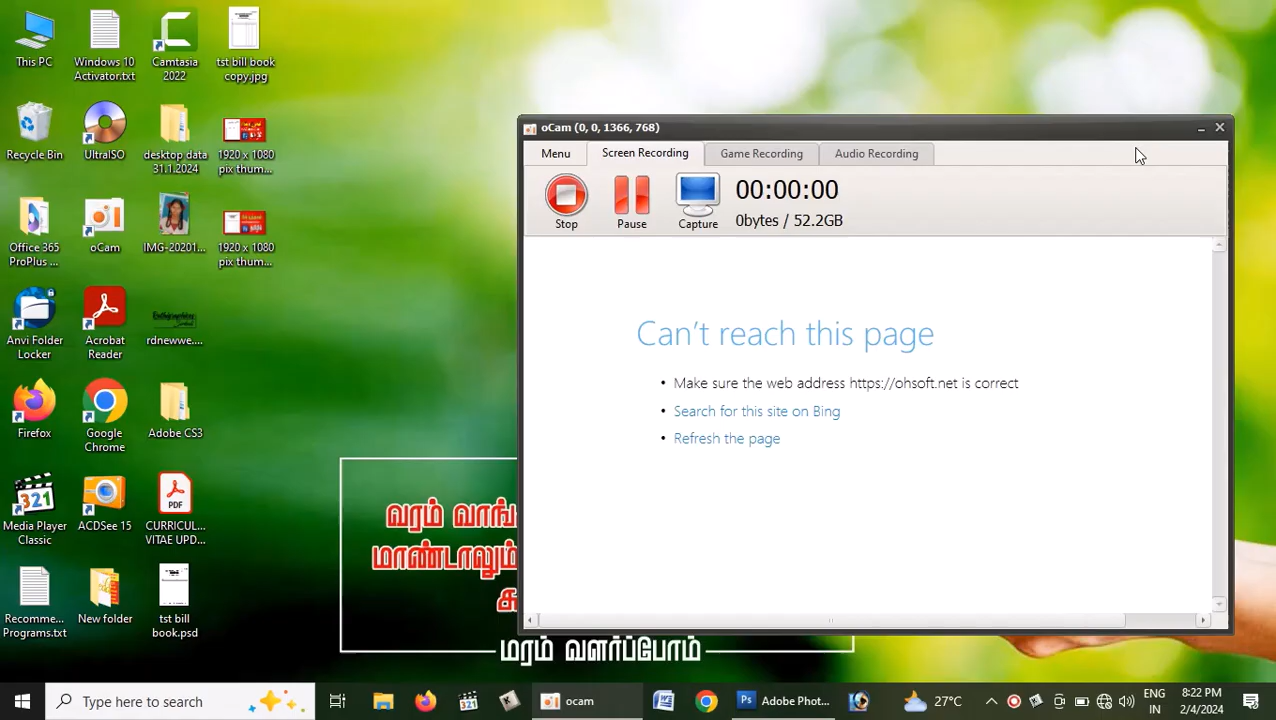 This PC
Windows 10
Activator.txt
Camtasia
2022
tst bill book
copy.jpg
Recycle Bin
UltraISO
desktop data
31.1.2024
1920 x 1080
pix thum...
Office 365
ProPlus ...
oCam
IMG-20201...
1920 x 1080
pix thum...
Anvi Folder
Locker
Acrobat
Reader
rdnewwe....
Firefox
Google
Chrome
Adobe CS3
Media Player
Classic
ACDSee 15
PDF
CURRICUL...
VITAE UPD...
Recomme...
Programs.txt
New folder
tst bill
book.psd
oCam (0, 0, 1366, 768)
Menu
Screen Recording
Game Recording
Audio Recording
Stop
Pause
Capture
00:00:00
0bytes / 52.2GB
Can't reach this page
• Make sure the web address https://ohsoft.net is correct
• Search for this site on Bing
• Refresh the page
வரம் வாங்
மாண்டாலும்
க
மரம் வளர்ப்போம்
Type here to search
ocam
Adobe Phot...
27°C
ENG
IN
8:22 PM
2/4/2024